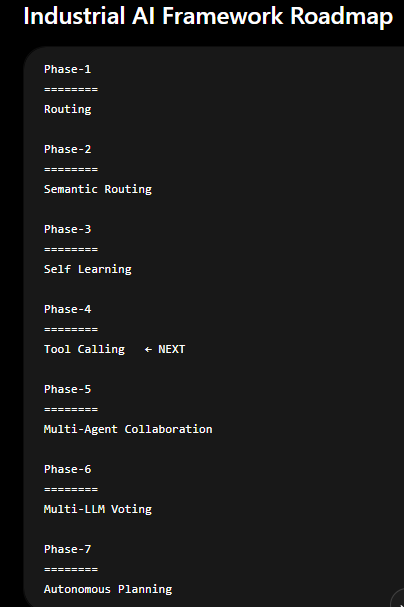 Industrial AI Framework Roadmap
Phase-1
========
Routing
Phase-2
========
Semantic Routing
Phase-3
========
Self Learning
Phase-4
========
Tool Calling   ← NEXT
Phase-5
========
Multi-Agent Collaboration
Phase-6
========
Multi-LLM Voting
Phase-7
========
Autonomous Planning